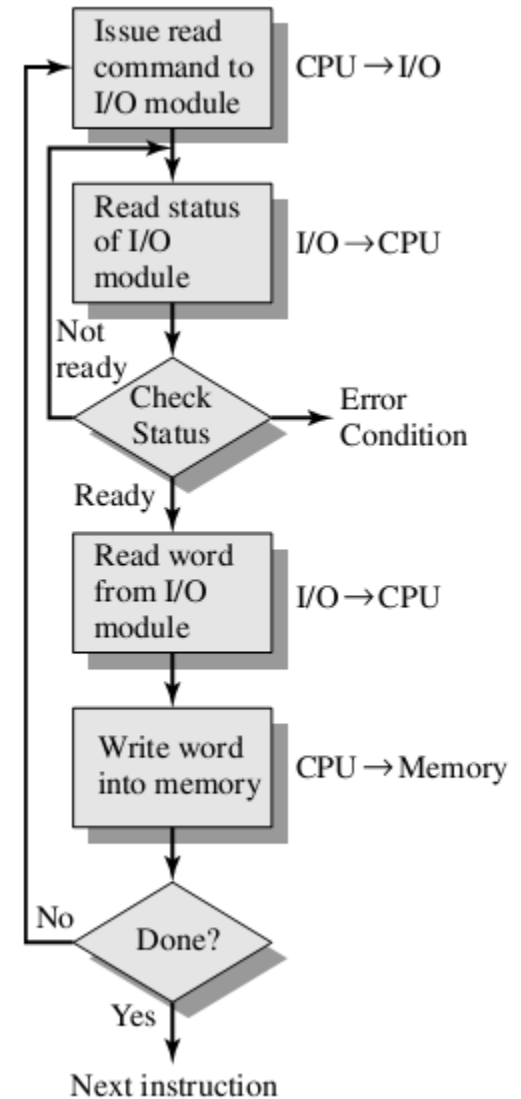 Issue read
command to
I/O module
CPU → I/O
Read status
of I/O
module
I/O → CPU
Not
ready
Check
Status
Error
Condition
Ready
Read word
from I/O
module
I/O → CPU
Write word
into memory
CPU → Memory
No
Done?
Yes
Next instruction